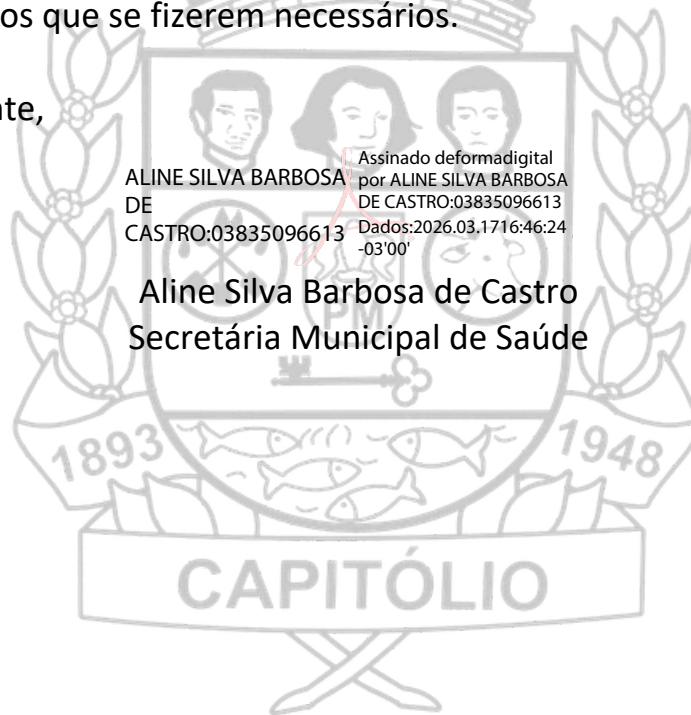 os que se fizerem necessários.
te,
ALINE SILVA BARBOSA
DE
CASTRO:03835096613
Assinado deformadigital
por ALINE SILVA BARBOSA
DE CASTRO:03835096613
Dados:2026.03.1716:46:24
-03'00'
Aline Silva Barbosa de Castro
Secretária Municipal de Saúde
PM
1893
1948
CAPITÓLIO